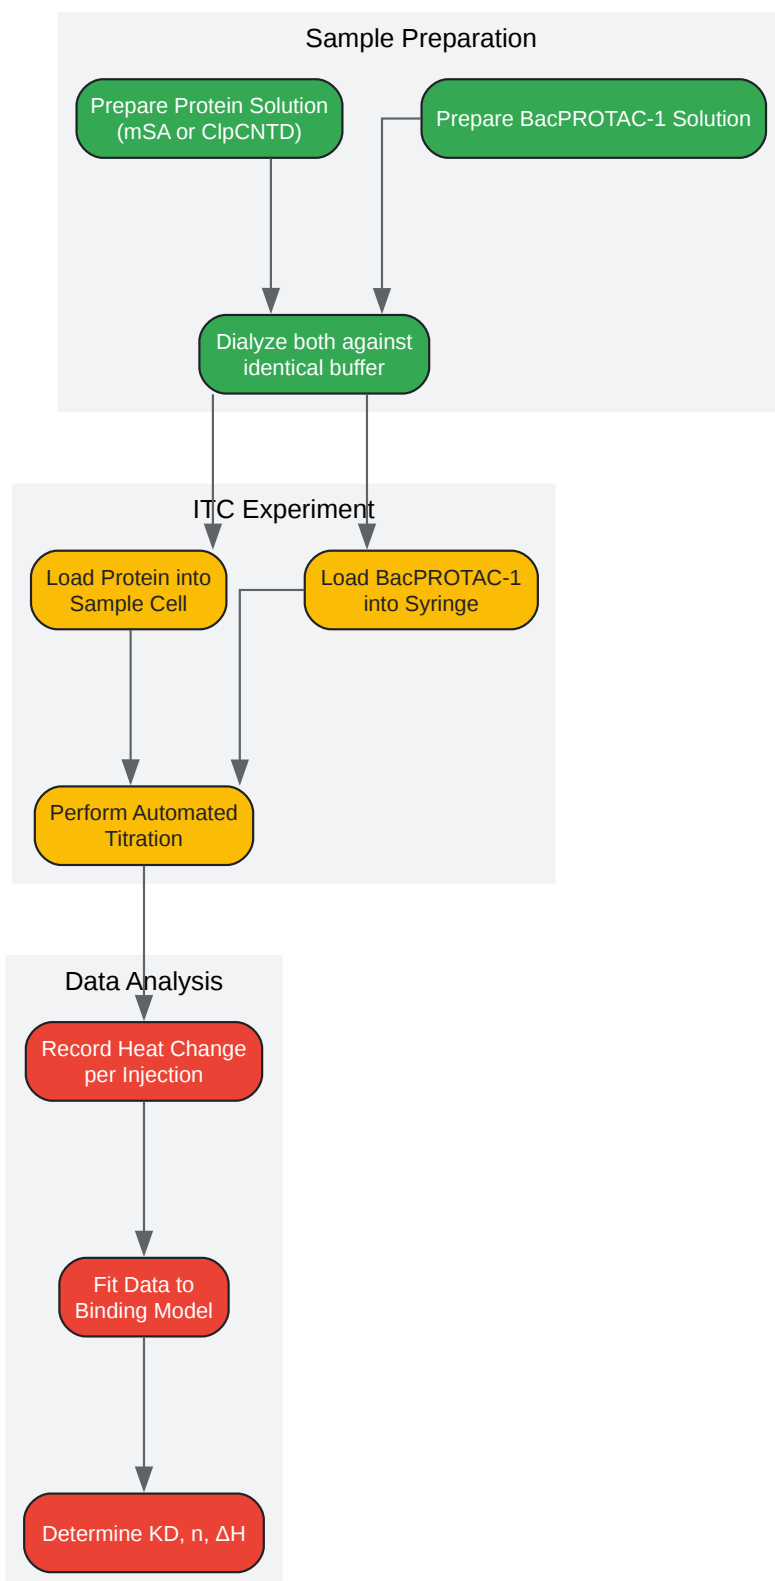 Sample Preparation
Prepare Protein Solution
(mSA or ClpCNTD)
Prepare BacPROTAC-1 Solution
Dialyze both against
identical buffer
ITC Experiment
Load Protein into
Sample Cell
Load BacPROTAC-1
into Syringe
Perform Automated
Titration
Data Analysis
Record Heat Change
per Injection
Fit Data to
Binding Model
Determine KD, n, ΔH